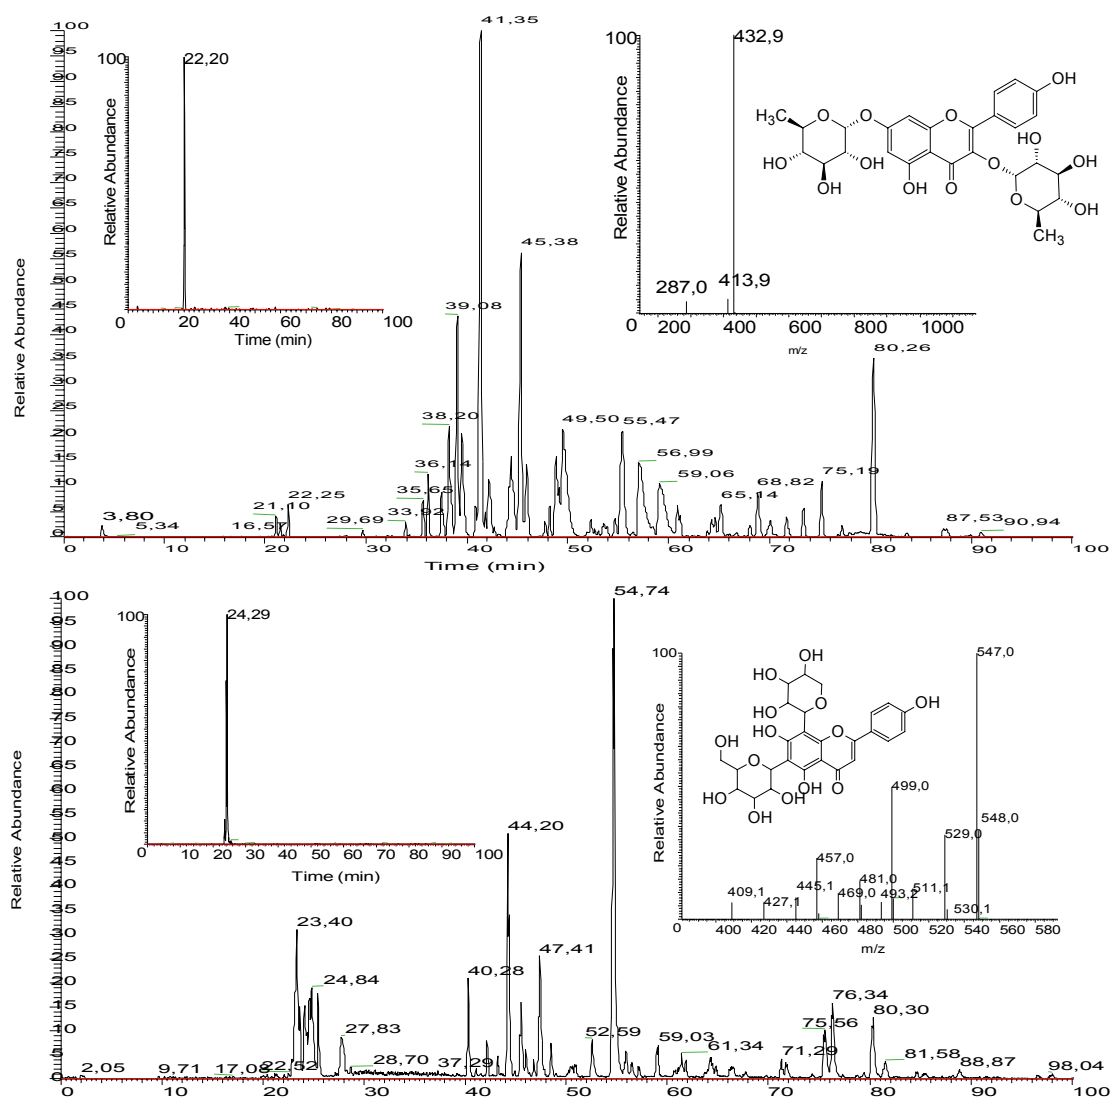 100
95
90
85
80
75
70
65
60
55
50
45
40
35
30
25
20
15
10
5
0
Relative Abundance
3,80
5,34
16,57
21,10
22,25
29,69
33,92
35,65
36,14
38,20
39,08
41,35
45,38
49,50
55,47
56,99
59,06
65,14
68,82
75,19
80,26
87,53
90,94
0 10 20 30 40 50 60 70 80 90 100
Time (min)
100
22,20
Relative Abundance
0 20 40 60 80 100
Time (min)
100
432,9
413,9
287,0
Relative Abundance
0 200 400 600 800 1000
m/z
OH
H₃C
O
O
O
HO
OH
OH
OH
O
O
HO
OH
O
OH
CH₃
100
95
90
85
80
75
70
65
60
55
50
45
40
35
30
25
20
15
10
5
0
Relative Abundance
2,05
9,71
17,08
22,52
23,40
24,84
27,83
28,70
37,29
40,28
44,20
47,41
54,74
52,59
59,03
61,34
71,29
75,56
76,34
80,30
81,58
88,87
98,04
0 10 20 30 40 50 60 70 80 90 100
100
24,29
Relative Abundance
0 10 20 30 40 50 60 70 80 90 100
Time (min)
100
547,0
548,0
499,0
529,0
457,0
481,0
409,1
427,1
445,1
469,0
493,2
511,1
530,1
Relative Abundance
0 400 420 440 460 480 500 520 540 560 580
m/z
OH
HO
HO
O
OH
HO
O
OH
O
HO
OH
OH
O
OH